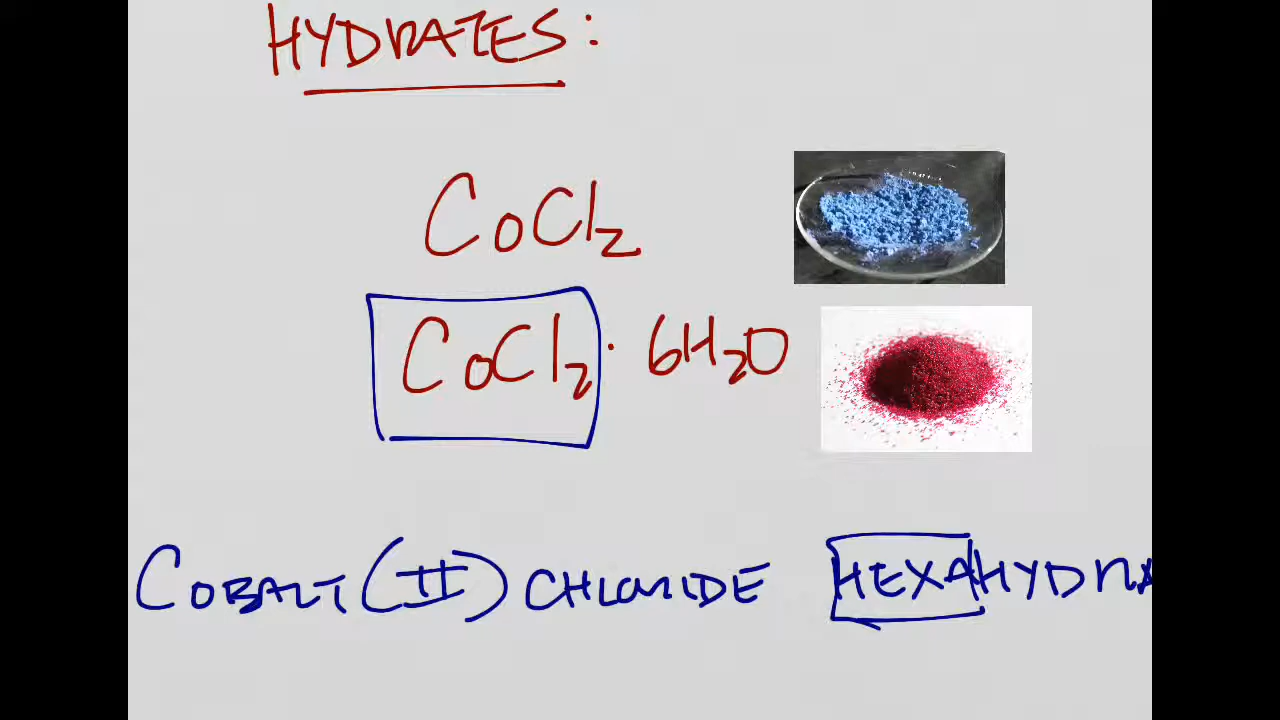 HYDRATES:
CoCl₂
CoCl₂ · 6H₂O
COBALT (II) CHLORIDE HEXAHYDRA